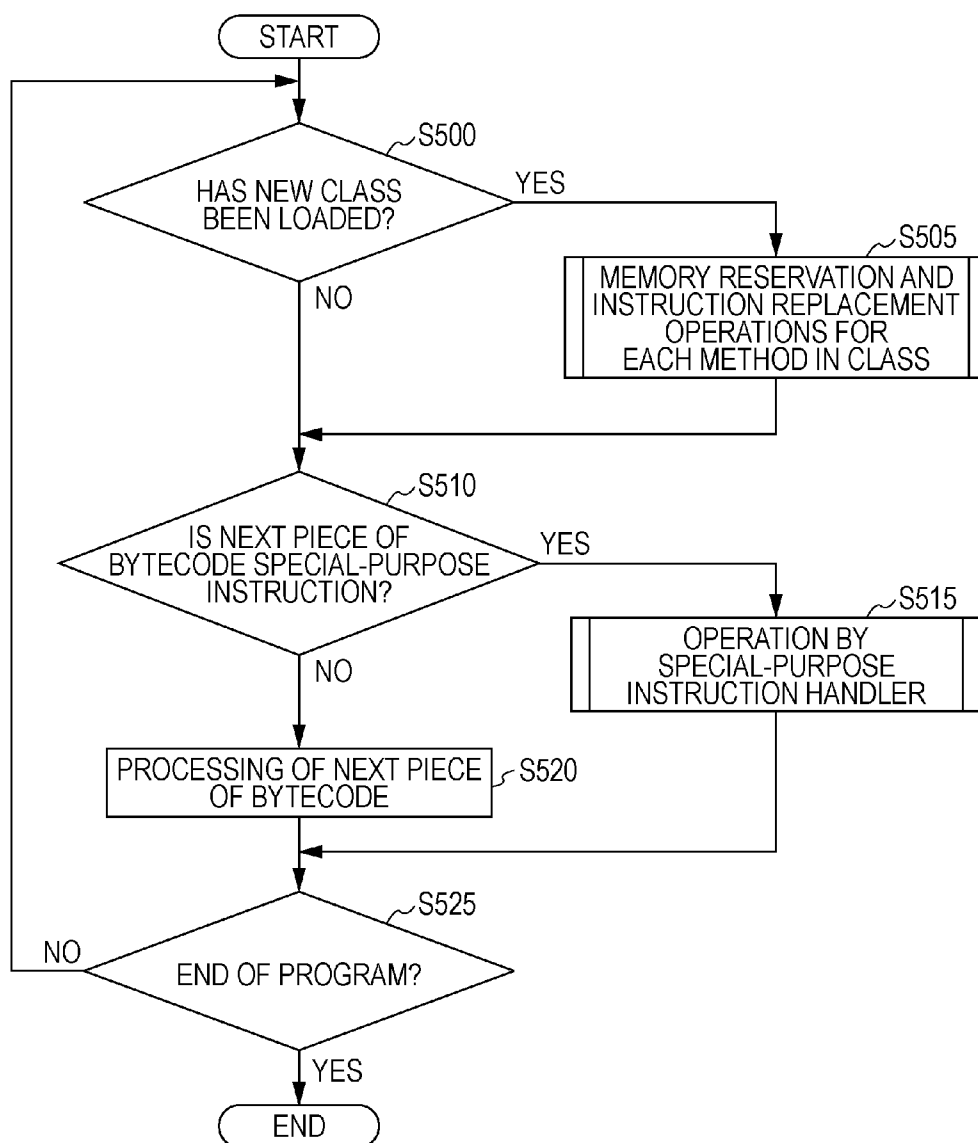 START
S500
HAS NEW CLASS
BEEN LOADED?
YES
NO
S505
MEMORY RESERVATION AND
INSTRUCTION REPLACEMENT
OPERATIONS FOR
EACH METHOD IN CLASS
S510
IS NEXT PIECE OF
BYTECODE SPECIAL-PURPOSE
INSTRUCTION?
YES
NO
S515
OPERATION BY
SPECIAL-PURPOSE
INSTRUCTION HANDLER
PROCESSING OF NEXT PIECE
OF BYTECODE
S520
S525
NO
END OF PROGRAM?
YES
END